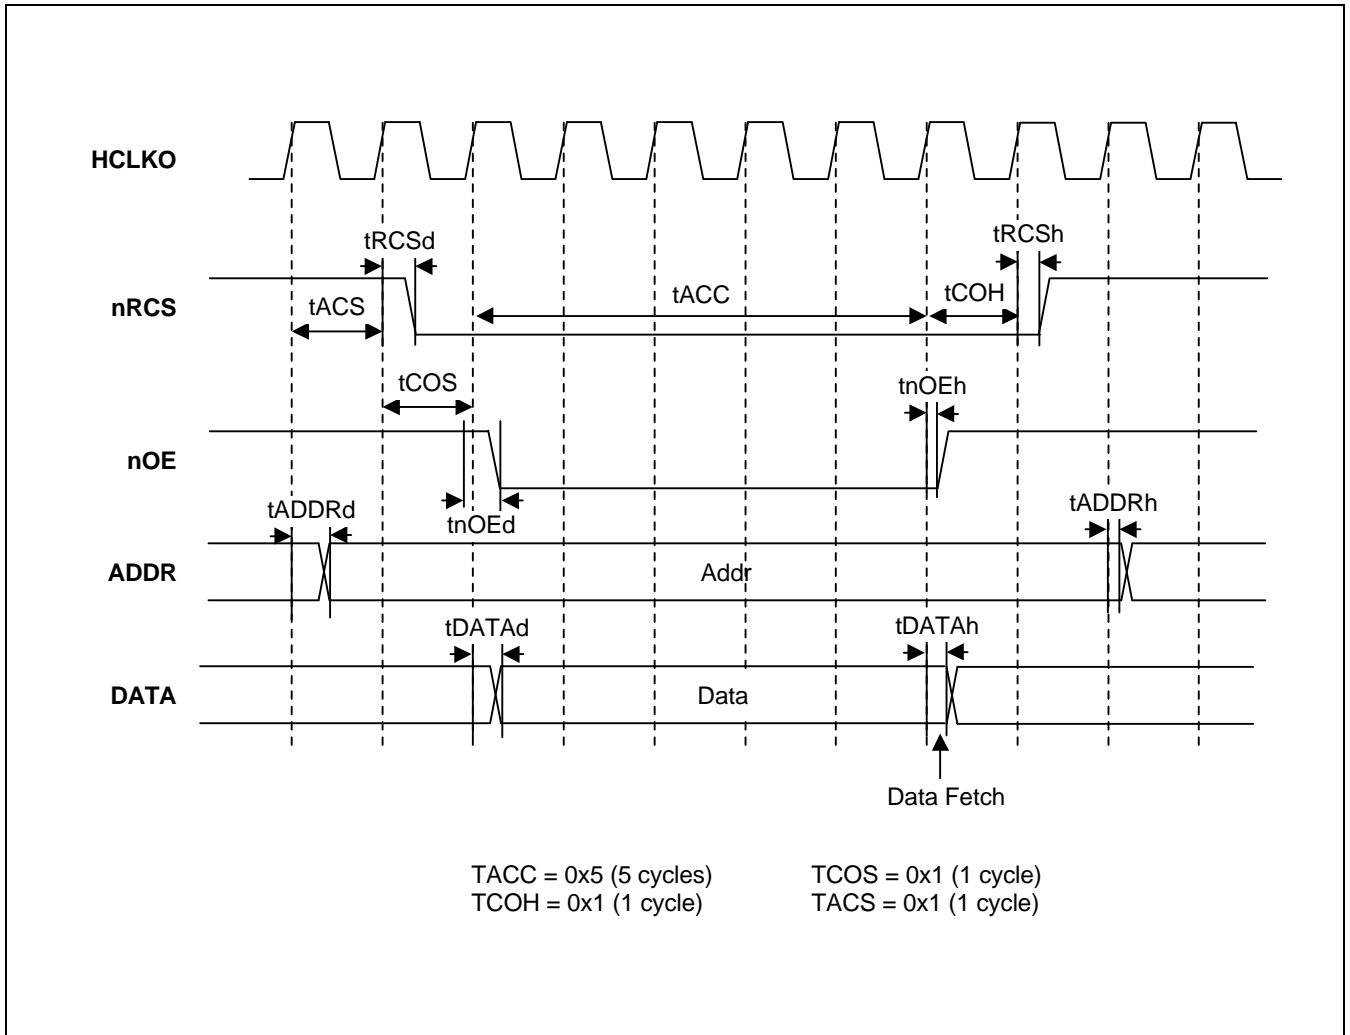 HCLKO
tRCSd
tRCSh
nRCS
tACS
tACC
tCOH
tCOS
tnOEh
nOE
tADDRd
tnOEd
tADDRh
ADDR
Addr
tDATAd
tDATAh
DATA
Data
Data Fetch
TACC = 0x5 (5 cycles)
TCOS = 0x1 (1 cycle)
TCOH = 0x1 (1 cycle)
TACS = 0x1 (1 cycle)